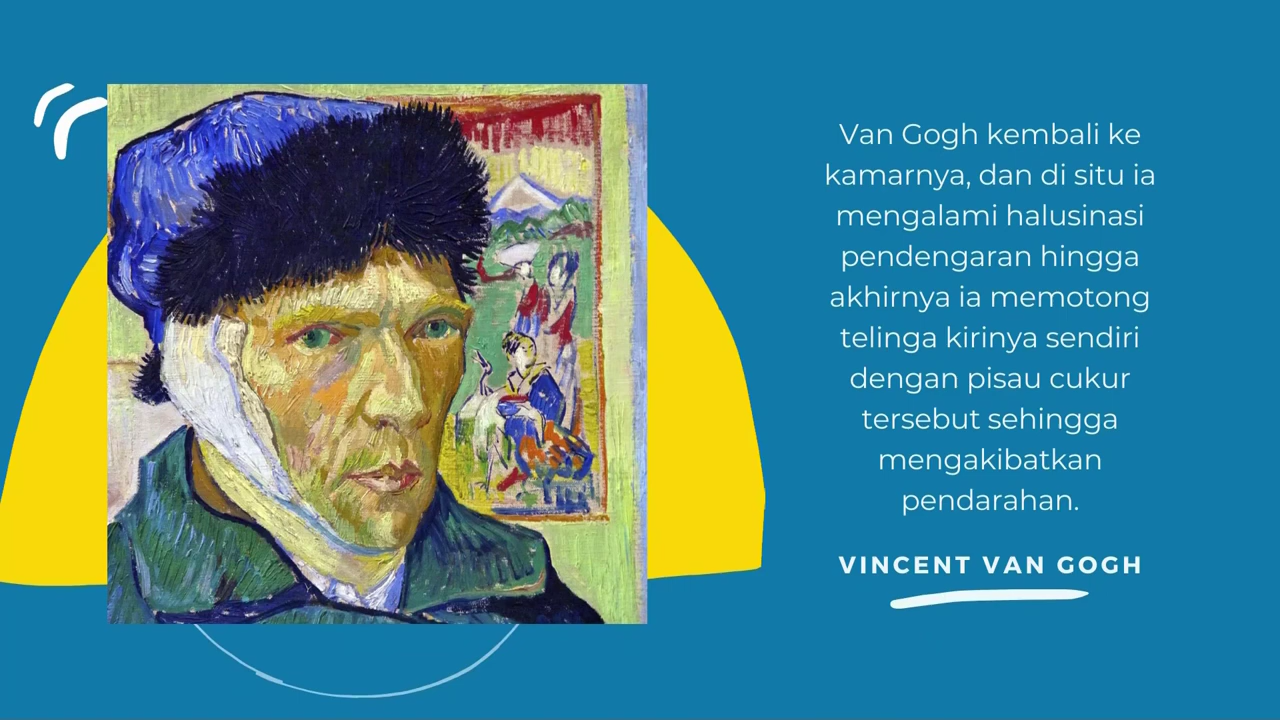 Van Gogh kembali ke
kamarnya, dan di situ ia
mengalami halusinasi
pendengaran hingga
akhirnya ia memotong
telinga kirinya sendiri
dengan pisau cukur
tersebut sehingga
mengakibatkan
pendarahan.
VINCENT VAN GOGH